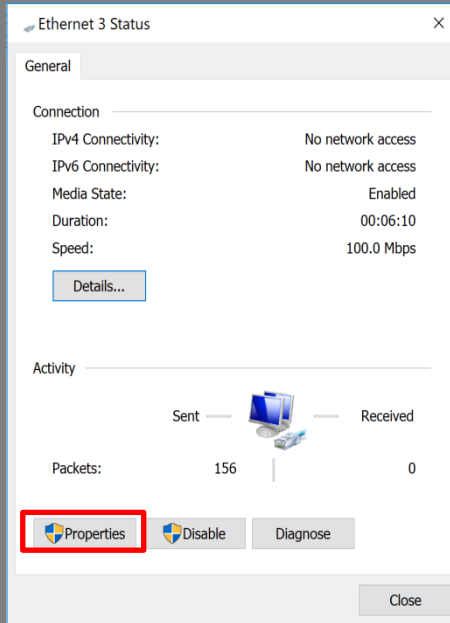 Ethernet 3 Status
General
Connection
IPv4 Connectivity: No network access
IPv6 Connectivity: No network access
Media State: Enabled
Duration: 00:06:10
Speed: 100.0 Mbps
Details...
Activity
Sent Received
Packets: 156 0
Properties Disable Diagnose
Close